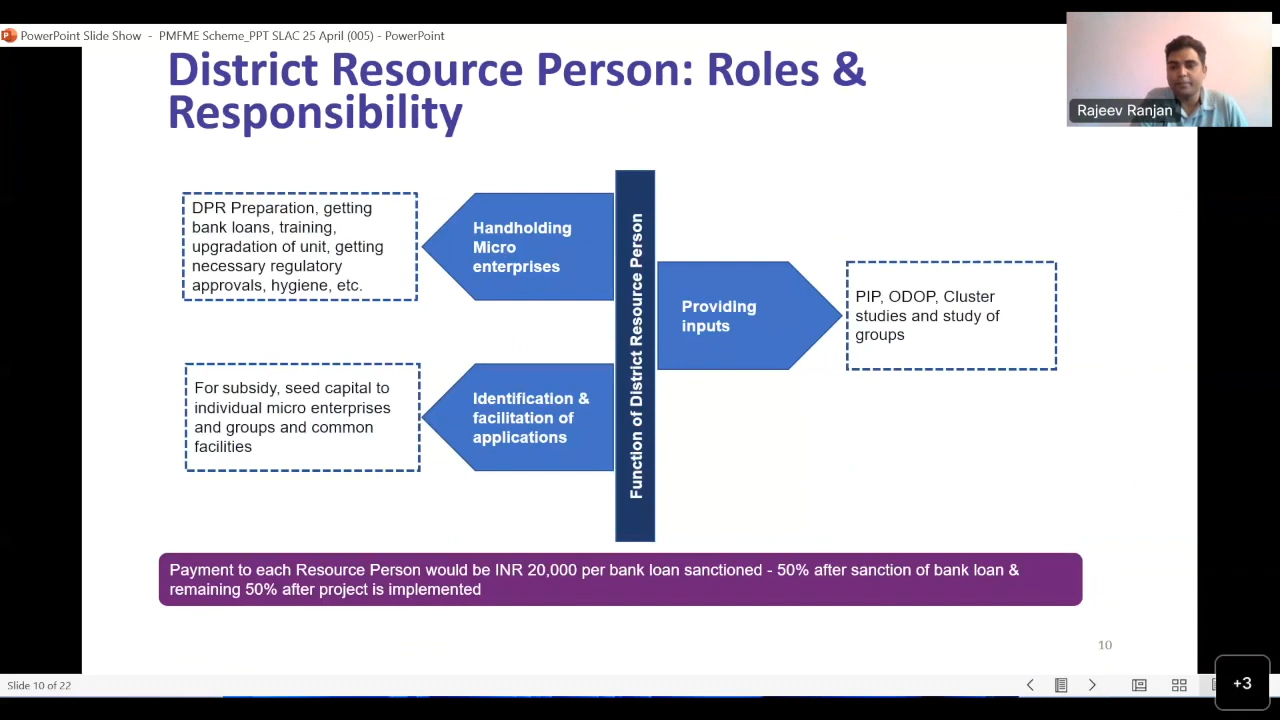 PowerPoint Slide Show - PMFME Scheme_PPT SLAC 25 April (005) - PowerPoint
Rajeev Ranjan
District Resource Person: Roles &
Responsibility
DPR Preparation, getting
bank loans, training,
upgradation of unit, getting
necessary regulatory
approvals, hygiene, etc.
Handholding
Micro
enterprises
Function of District Resource Person
Providing
inputs
PIP, ODOP, Cluster
studies and study of
groups
For subsidy, seed capital to
individual micro enterprises
and groups and common
facilities
Identification &
facilitation of
applications
Payment to each Resource Person would be INR 20,000 per bank loan sanctioned - 50% after sanction of bank loan &
remaining 50% after project is implemented
10
Slide 10 of 22
+3